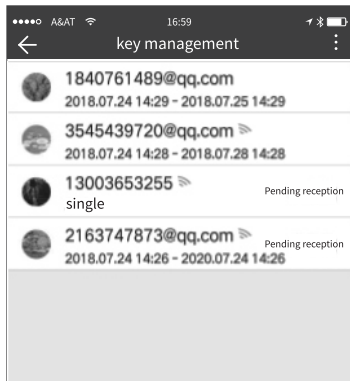 A&AT 16:59
key management
1840761489@qq.com
2018.07.24 14:29 - 2018.07.25 14:29
3545439720@qq.com
2018.07.24 14:28 - 2018.07.28 14:28
13003653255
Pending reception
single
2163747873@qq.com
Pending reception
2018.07.24 14:26 - 2020.07.24 14:26